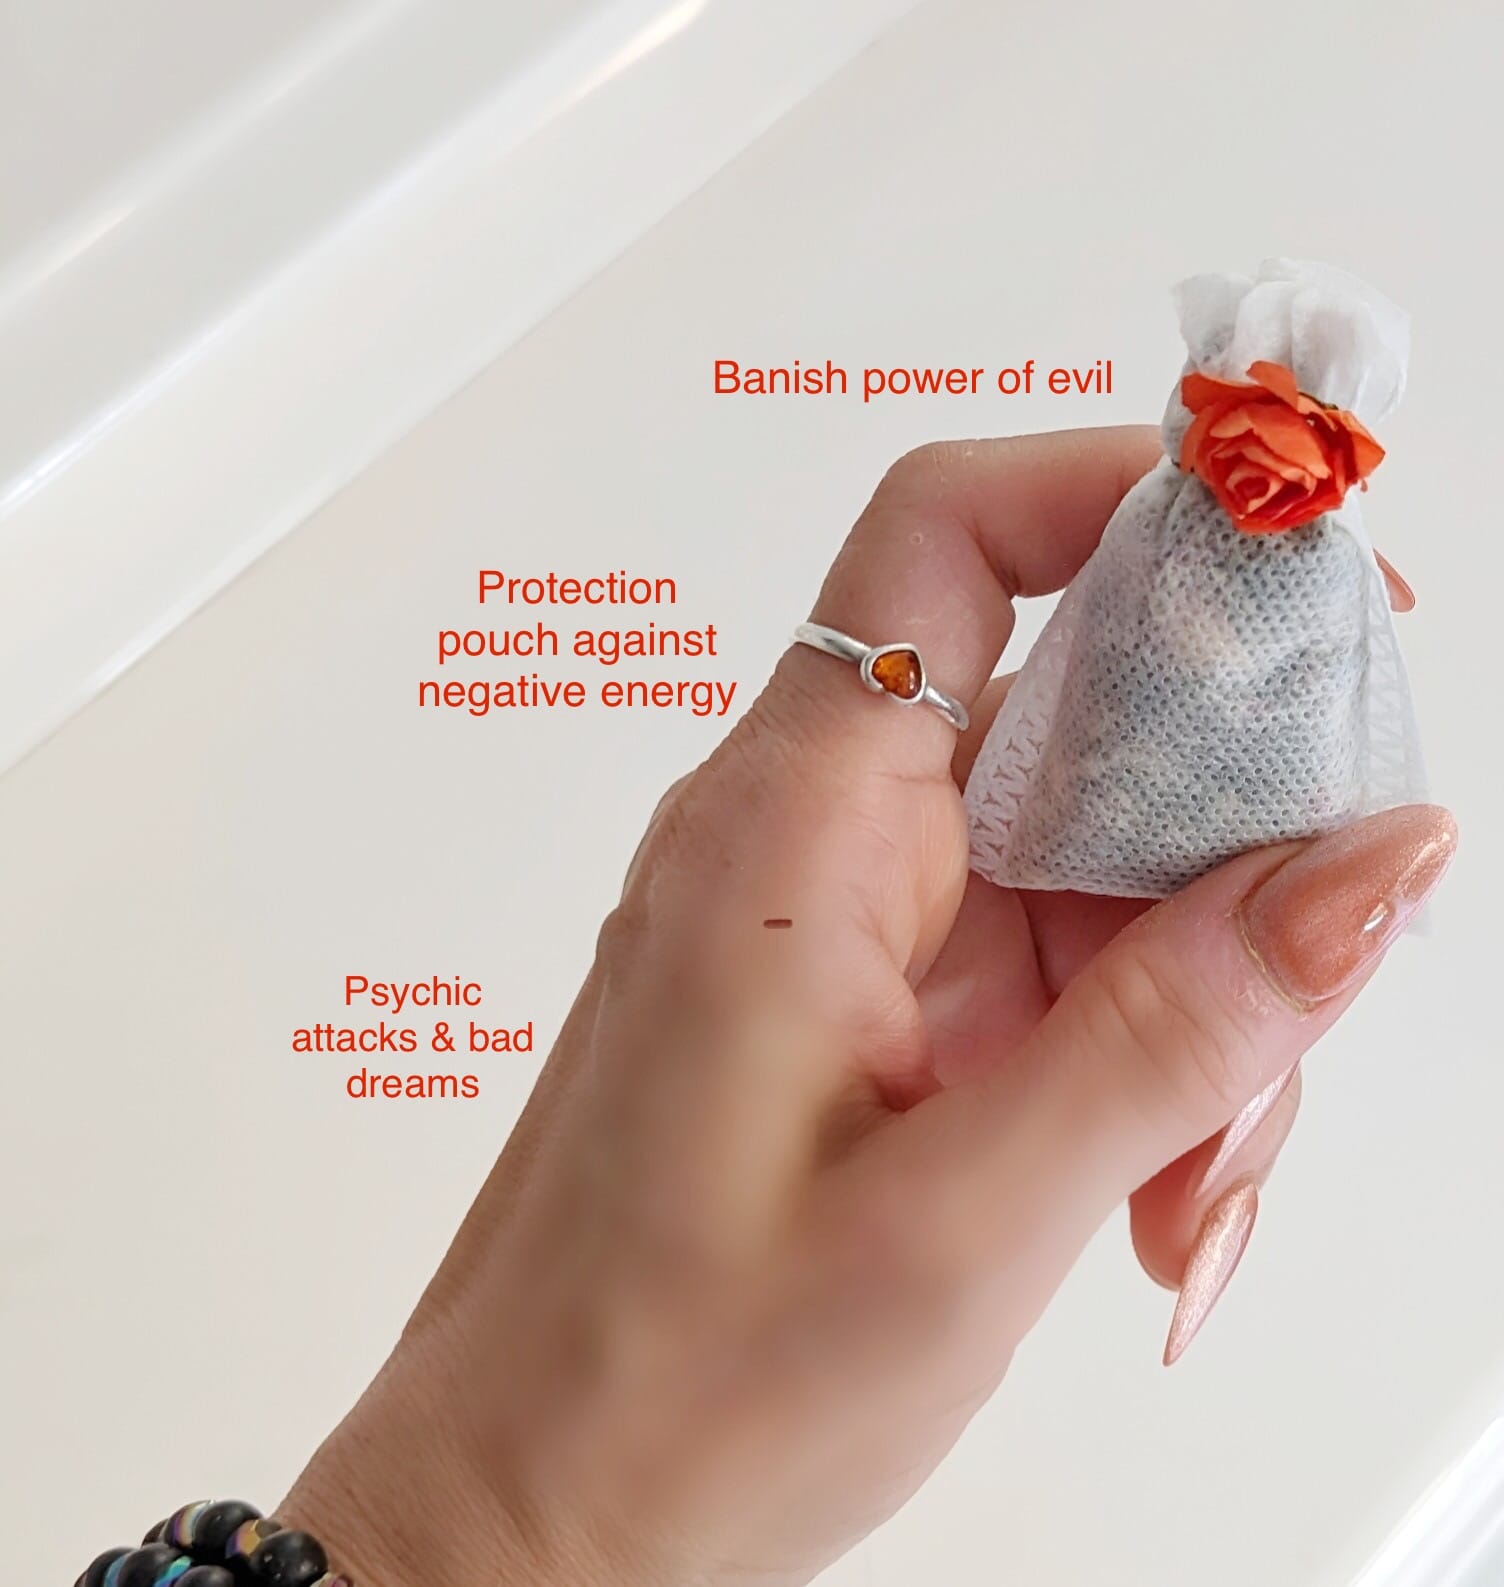 Banish power of evil
Protection
pouch against
negative energy
Psychic
attacks & bad
dreams